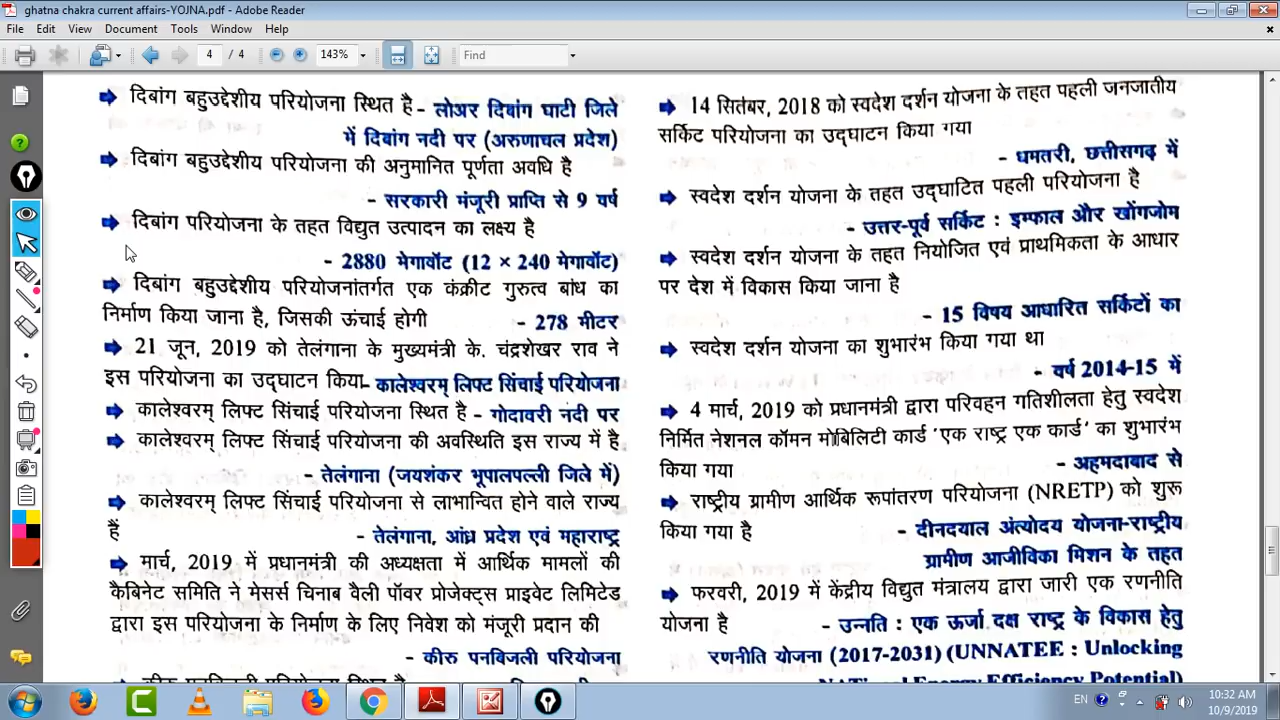 ghatna chakra current affairs-YOJNA.pdf - Adobe Reader
File Edit View Document Tools Window Help
4 / 4 143% Find
दिबांग बहुउद्देशीय परियोजना स्थित है - लोअर दिबांग घाटी जिले
में दिबांग नदी पर (अरुणाचल प्रदेश)
दिबांग बहुउद्देशीय परियोजना की अनुमानित पूर्णता अवधि है
- सरकारी मंजूरी प्राप्ति से 9 वर्ष
दिबांग परियोजना के तहत विद्युत उत्पादन का लक्ष्य है
- 2880 मेगावॉट (12 × 240 मेगावॉट)
दिबांग बहुउद्देशीय परियोजनांतर्गत एक कंक्रीट गुरुत्व बांध का
निर्माण किया जाना है, जिसकी ऊंचाई होगी - 278 मीटर
21 जून, 2019 को तेलंगाना के मुख्यमंत्री के. चंद्रशेखर राव ने
इस परियोजना का उद्घाटन किया- कालेश्वरम् लिफ्ट सिंचाई परियोजना
कालेश्वरम् लिफ्ट सिंचाई परियोजना स्थित है - गोदावरी नदी पर
कालेश्वरम् लिफ्ट सिंचाई परियोजना की अवस्थिति इस राज्य में है
- तेलंगाना (जयशंकर भूपालपल्ली जिले में)
कालेश्वरम् लिफ्ट सिंचाई परियोजना से लाभान्वित होने वाले राज्य
हैं - तेलंगाना, आंध्र प्रदेश एवं महाराष्ट्र
मार्च, 2019 में प्रधानमंत्री की अध्यक्षता में आर्थिक मामलों की
कैबिनेट समिति ने मेसर्स चिनाब वैली पॉवर प्रोजेक्ट्स प्राइवेट लिमिटेड
द्वारा इस परियोजना के निर्माण के लिए निवेश को मंजूरी प्रदान की
- कीरु पनबिजली परियोजना
कीरु पनबिजली परियोजना स्थित है
14 सितंबर, 2018 को स्वदेश दर्शन योजना के तहत पहली जनजातीय
सर्किट परियोजना का उद्घाटन किया गया
- धमतरी, छत्तीसगढ़ में
स्वदेश दर्शन योजना के तहत उद्घाटित पहली परियोजना है
- उत्तर-पूर्व सर्किट : इम्फाल और खोंगजोम
स्वदेश दर्शन योजना के तहत नियोजित एवं प्राथमिकता के आधार
पर देश में विकास किया जाना है
- 15 विषय आधारित सर्किटों का
स्वदेश दर्शन योजना का शुभारंभ किया गया था
- वर्ष 2014-15 में
4 मार्च, 2019 को प्रधानमंत्री द्वारा परिवहन गतिशीलता हेतु स्वदेश
निर्मित नेशनल कॉमन मोबिलिटी कार्ड 'एक राष्ट्र एक कार्ड' का शुभारंभ
किया गया - अहमदाबाद से
राष्ट्रीय ग्रामीण आर्थिक रूपांतरण परियोजना (NRETP) को शुरू
किया गया है - दीनदयाल अंत्योदय योजना-राष्ट्रीय
ग्रामीण आजीविका मिशन के तहत
फरवरी, 2019 में केंद्रीय विद्युत मंत्रालय द्वारा जारी एक रणनीति
योजना है - उन्नति : एक ऊर्जा दक्ष राष्ट्र के विकास हेतु
रणनीति योजना (2017-2031) (UNNATEE : Unlocking
NATional Energy Efficiency Potential)
EN 10:32 AM
10/9/2019